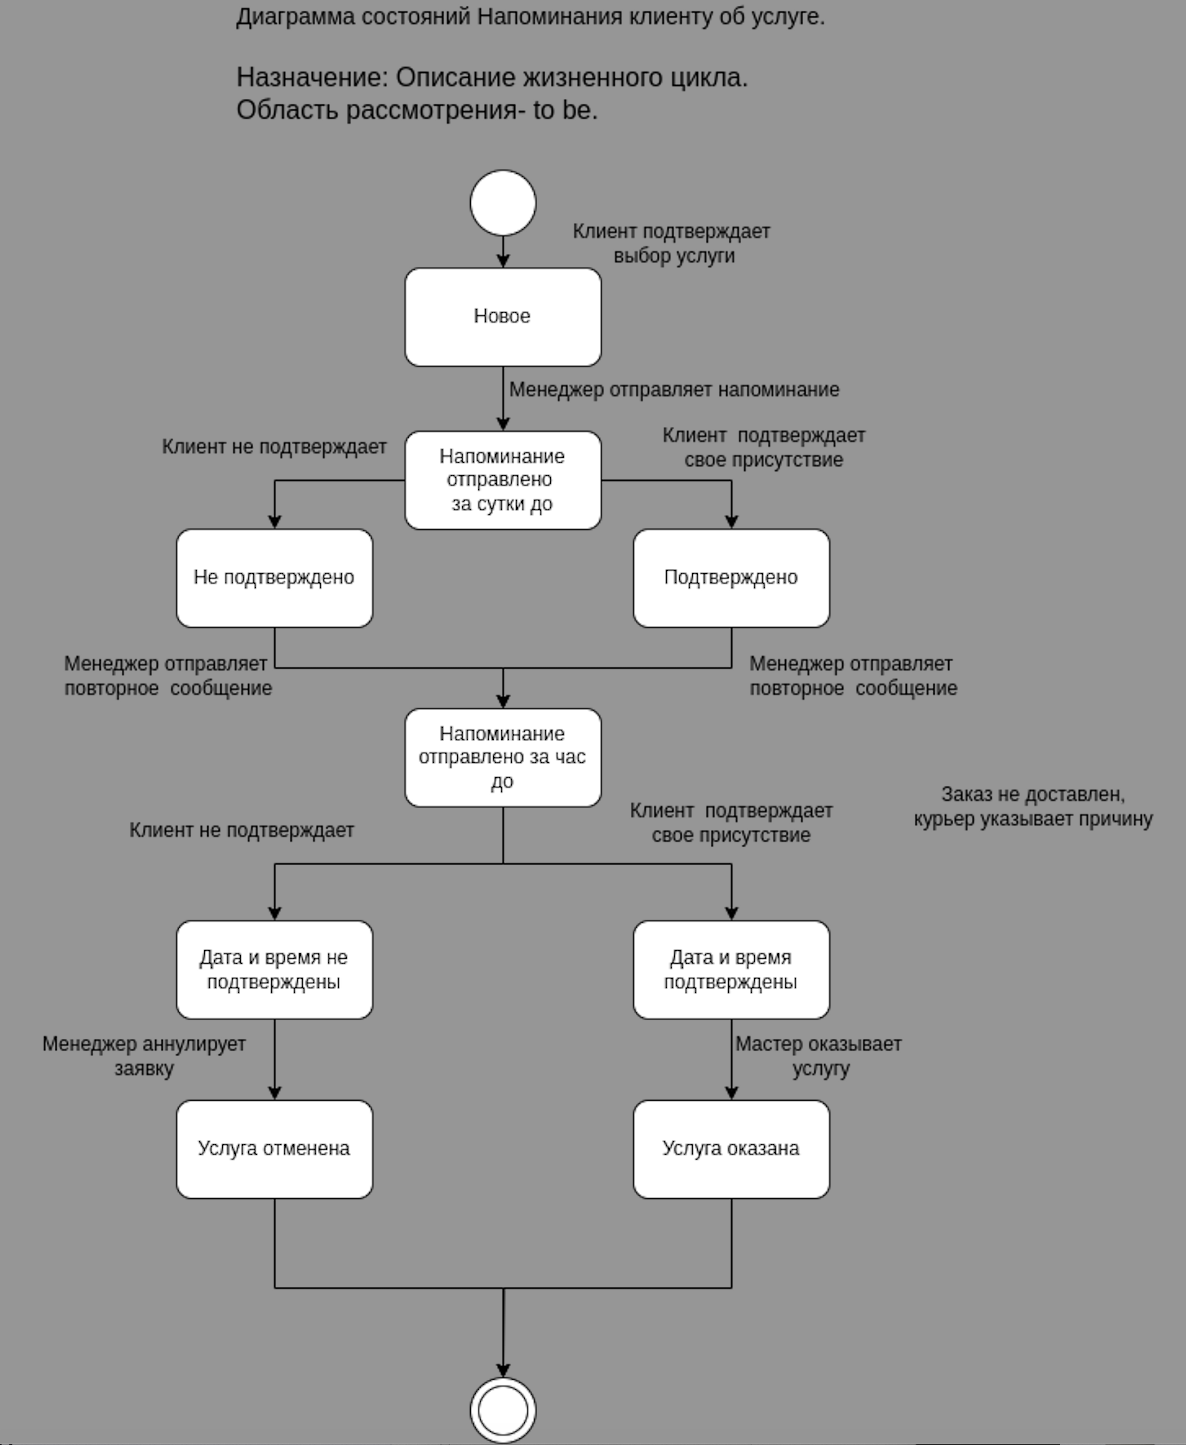 Диаграмма состояний Напоминания клиенту об услуге.
Назначение: Описание жизненного цикла.
Область рассмотрения- to be.
Клиент подтверждает
выбор услуги
Новое
Менеджер отправляет напоминание
Клиент не подтверждает
Напоминание
отправлено
за сутки до
Клиент  подтверждает
свое присутствие
Не подтверждено
Подтверждено
Менеджер отправляет
повторное  сообщение
Менеджер отправляет
повторное  сообщение
Напоминание
отправлено за час
до
Клиент не подтверждает
Клиент  подтверждает
свое присутствие
Заказ не доставлен,
курьер указывает причину
Дата и время не
подтверждены
Дата и время
подтверждены
Менеджер аннулирует
заявку
Мастер оказывает
услугу
Услуга отменена
Услуга оказана